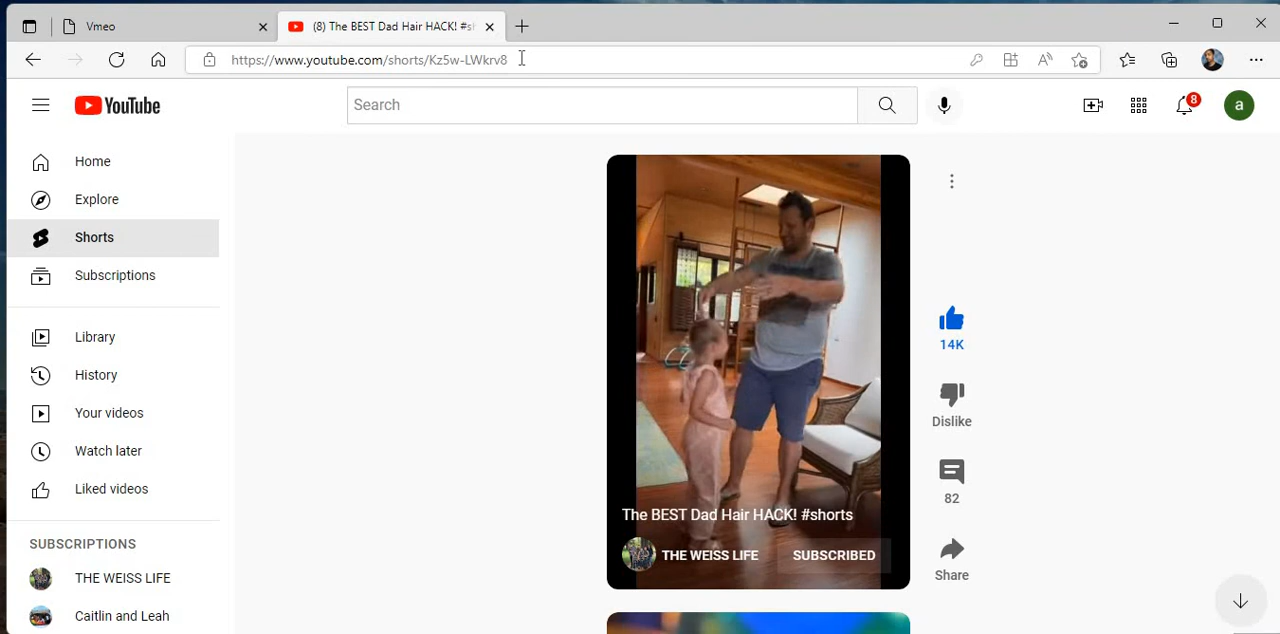 Vmeo
(8) The BEST Dad Hair HACK! #sh
https://www.youtube.com/shorts/Kz5w-LWkrv8
YouTube
Search
8
a
Home
Explore
Shorts
Subscriptions
Library
History
Your videos
Watch later
Liked videos
SUBSCRIPTIONS
THE WEISS LIFE
Caitlin and Leah
The BEST Dad Hair HACK! #shorts
THE WEISS LIFE SUBSCRIBED
14K
Dislike
82
Share